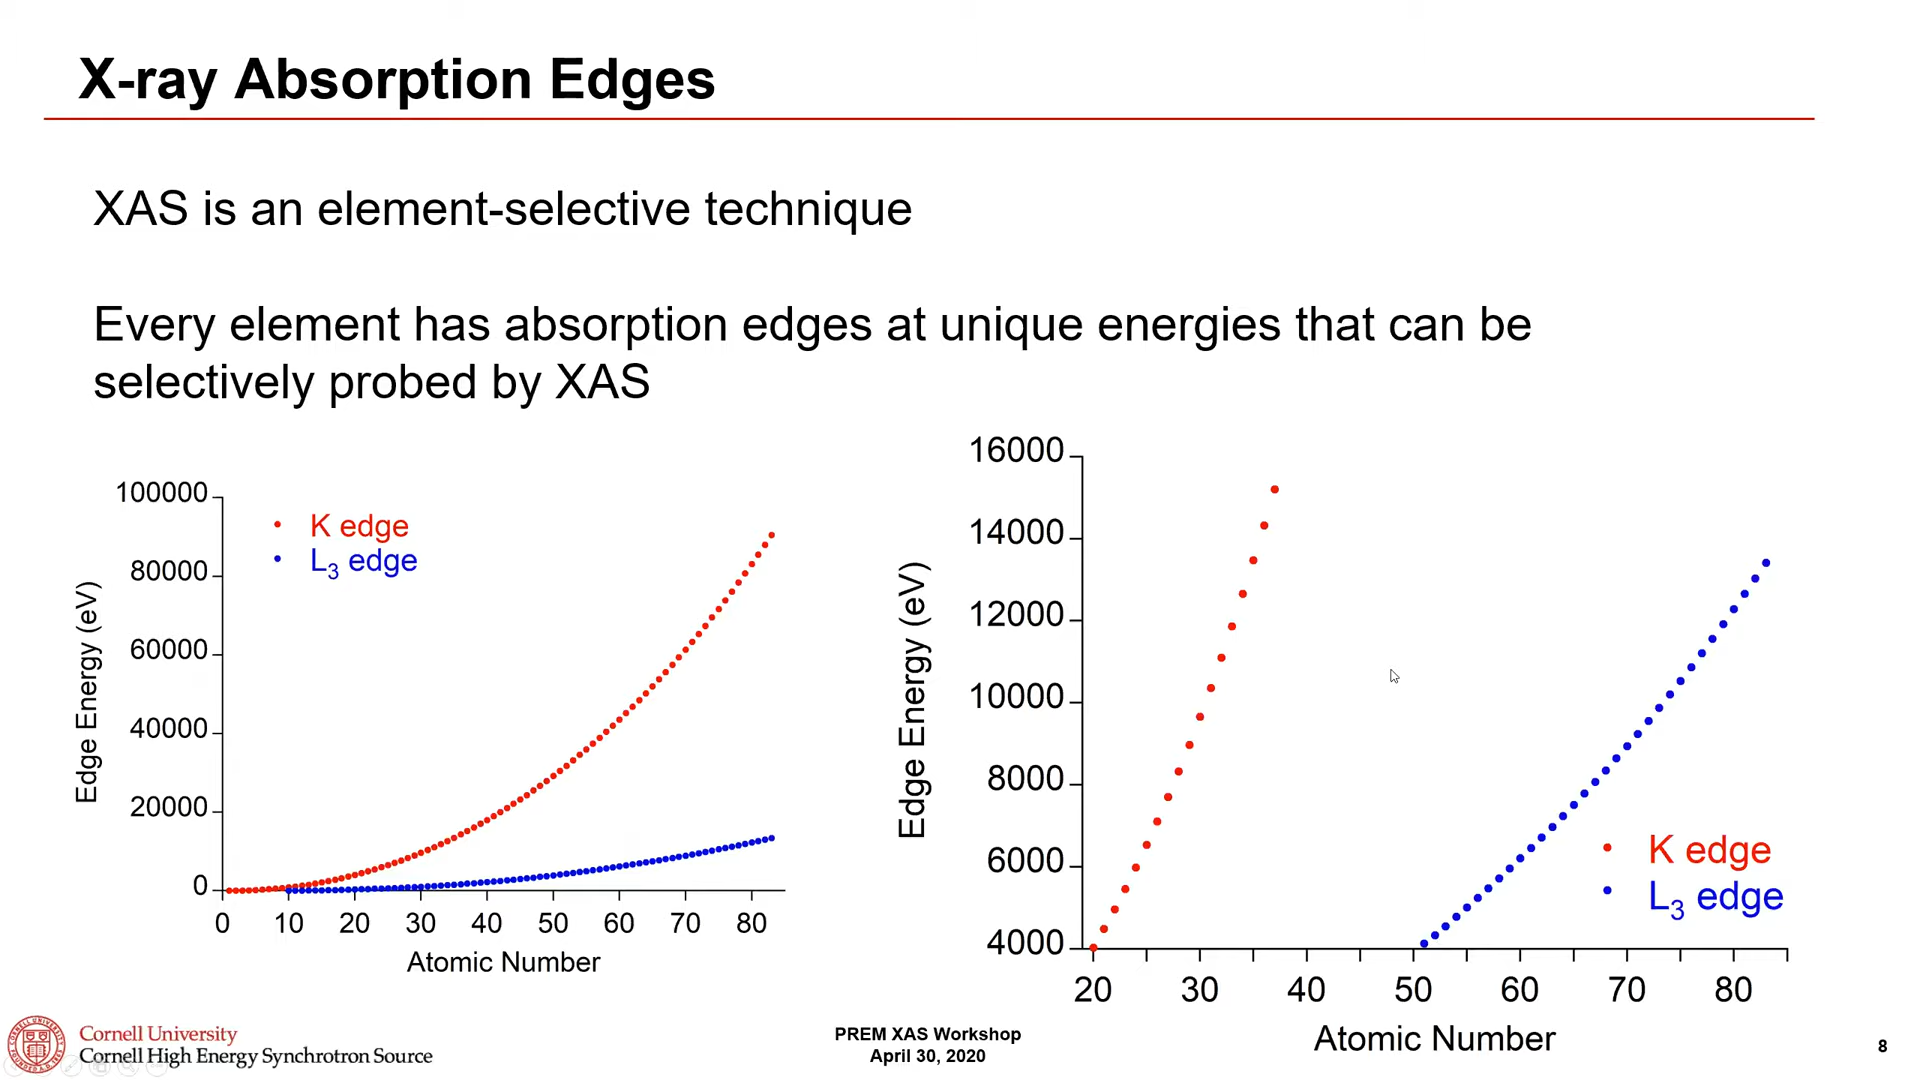 X-ray Absorption Edges
XAS is an element-selective technique
Every element has absorption edges at unique energies that can be
selectively probed by XAS
100000
80000
60000
40000
20000
0
Edge Energy (eV)
K edge
L3 edge
0 10 20 30 40 50 60 70 80
Atomic Number
16000
14000
12000
10000
8000
6000
4000
Edge Energy (eV)
K edge
L3 edge
20 30 40 50 60 70 80
Atomic Number
Cornell University
Cornell High Energy Synchrotron Source
PREM XAS Workshop
April 30, 2020
8